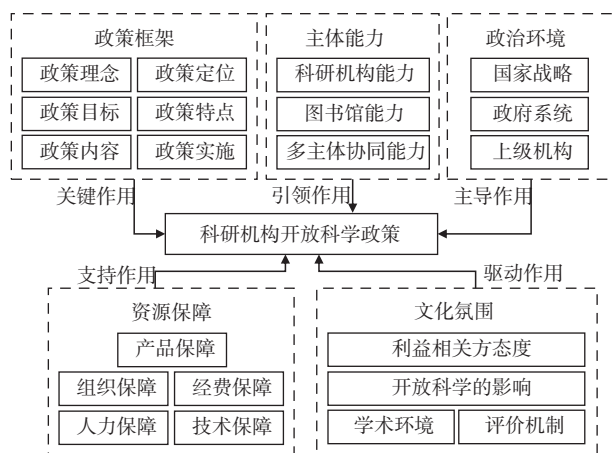 政策框架 主体能力 政治环境
政策理念 政策定位 科研机构能力 国家战略
政策目标 政策特点 图书馆能力 政府系统
政策内容 政策实施 多主体协同能力 上级机构
关键作用 引领作用 主导作用
科研机构开放科学政策
支持作用 驱动作用
资源保障 文化氛围
产品保障 利益相关方态度
组织保障 经费保障 开放科学的影响
人力保障 技术保障 学术环境 评价机制